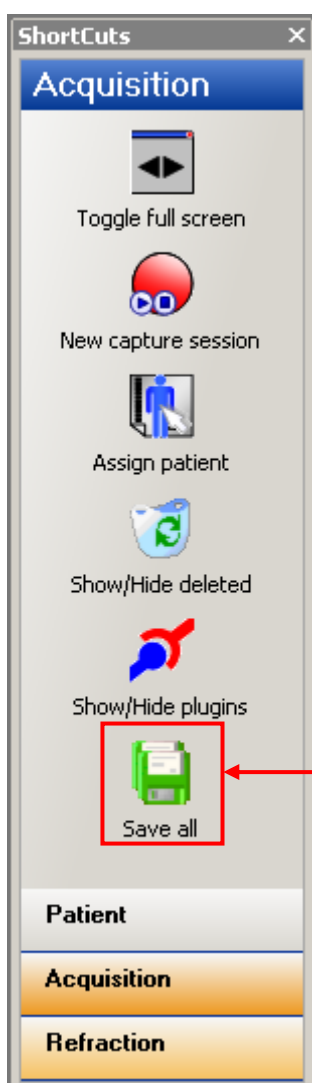 ShortCuts
Acquisition
Toggle full screen
New capture session
Assign patient
Show/Hide deleted
Show/Hide plugins
Save all
Patient
Acquisition
Refraction